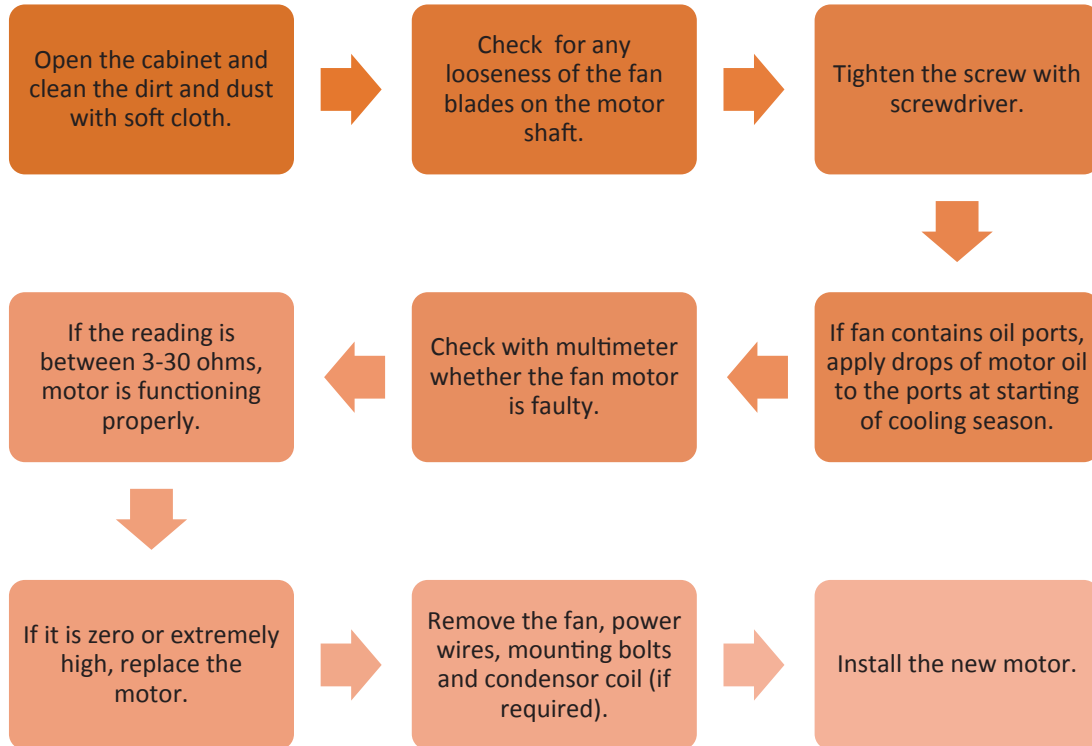 Open the cabinet and
clean the dirt and dust
with soft cloth.
Check for any
looseness of the fan
blades on the motor
shaft.
Tighten the screw with
screwdriver.
If fan contains oil ports,
apply drops of motor oil
to the ports at starting
of cooling season.
Check with multimeter
whether the fan motor
is faulty.
If the reading is
between 3-30 ohms,
motor is functioning
properly.
If it is zero or extremely
high, replace the
motor.
Remove the fan, power
wires, mounting bolts
and condensor coil (if
required).
Install the new motor.